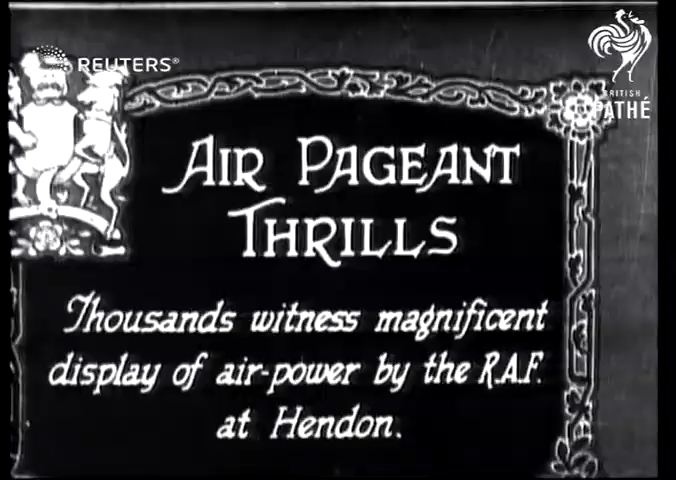 REUTERS®
BRITISH
PATHÉ
AIR PAGEANT
THRILLS
Thousands witness magnificent
display of air-power by the R.A.F.
at Hendon.